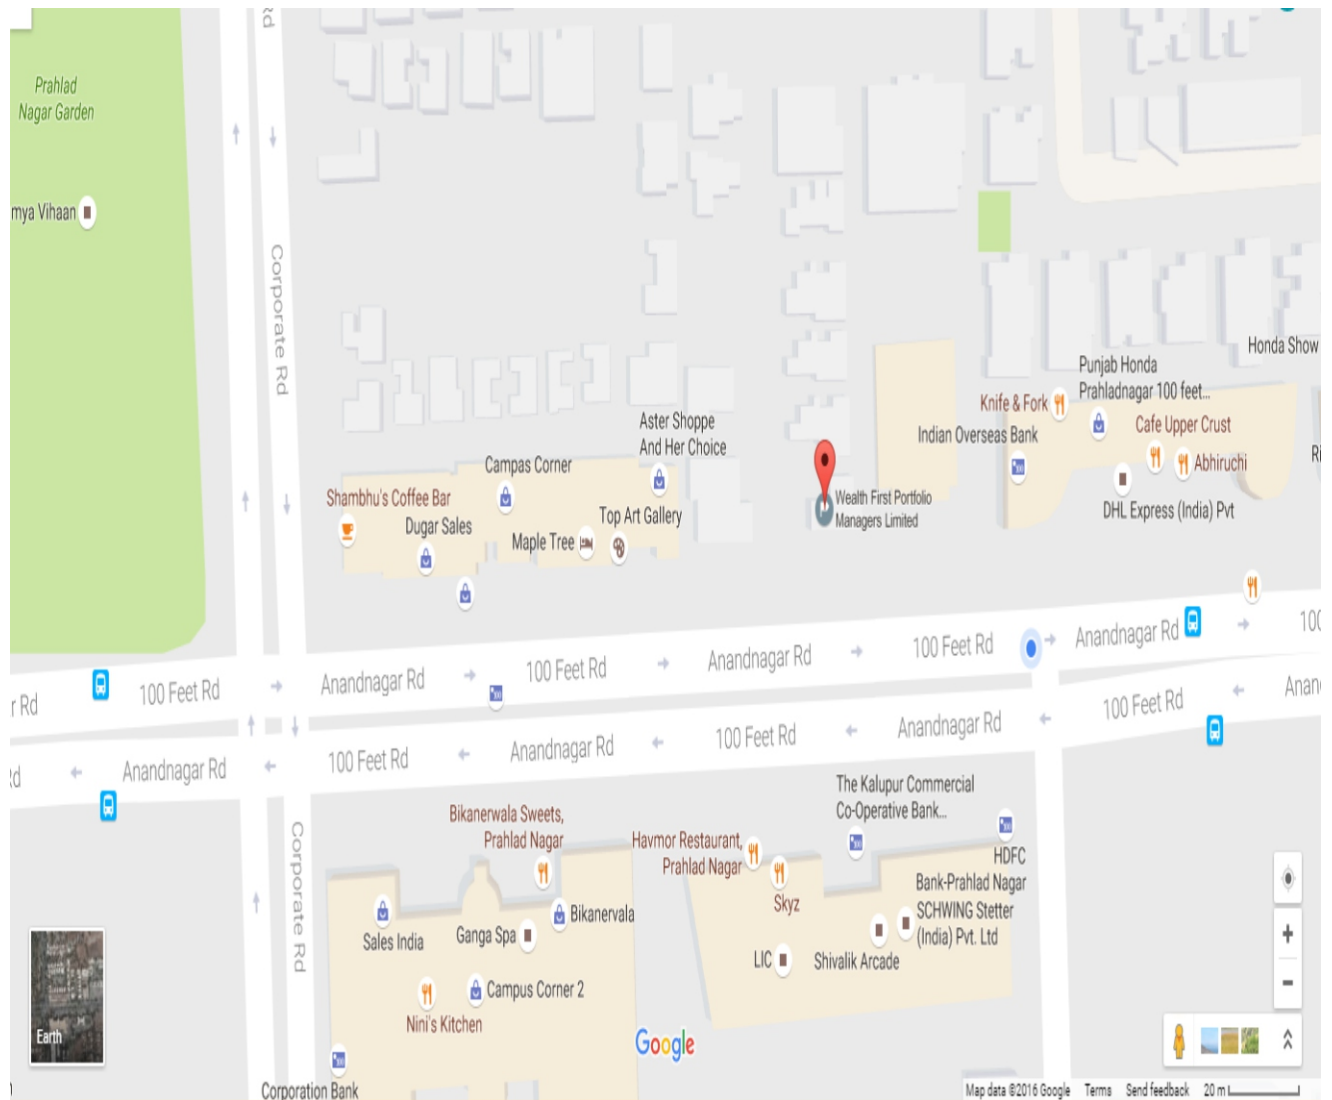 Rd
Prahlad
Nagar Garden
mya Vihaan
Corporate Rd
Honda Show
Punjab Honda
Prahladnagar 100 feet...
Knife & Fork
Cafe Upper Crust
Aster Shoppe
And Her Choice
Indian Overseas Bank
Abhiruchi
Ri
Campas Corner
Shambhu's Coffee Bar
Wealth First Portfolio
Managers Limited
DHL Express (India) Pvt
Dugar Sales
Top Art Gallery
Maple Tree
r Rd
100 Feet Rd
Anandnagar Rd
100 Feet Rd
Anandnagar Rd
100 Feet Rd
Anandnagar Rd
100
Rd
Anandnagar Rd
100 Feet Rd
Anandnagar Rd
100 Feet Rd
Anandnagar Rd
100 Feet Rd
Anan
The Kalupur Commercial
Co-Operative Bank...
Bikanerwala Sweets,
Prahlad Nagar
Havmor Restaurant,
Prahlad Nagar
Corporate Rd
HDFC
Bank-Prahlad Nagar
Skyz
SCHWING Stetter
(India) Pvt. Ltd
Bikanervala
Sales India
Ganga Spa
LIC
Shivalik Arcade
Campus Corner 2
Nini's Kitchen
Earth
Google
Corporation Bank
Map data ©2016 Google Terms Send feedback 20 m